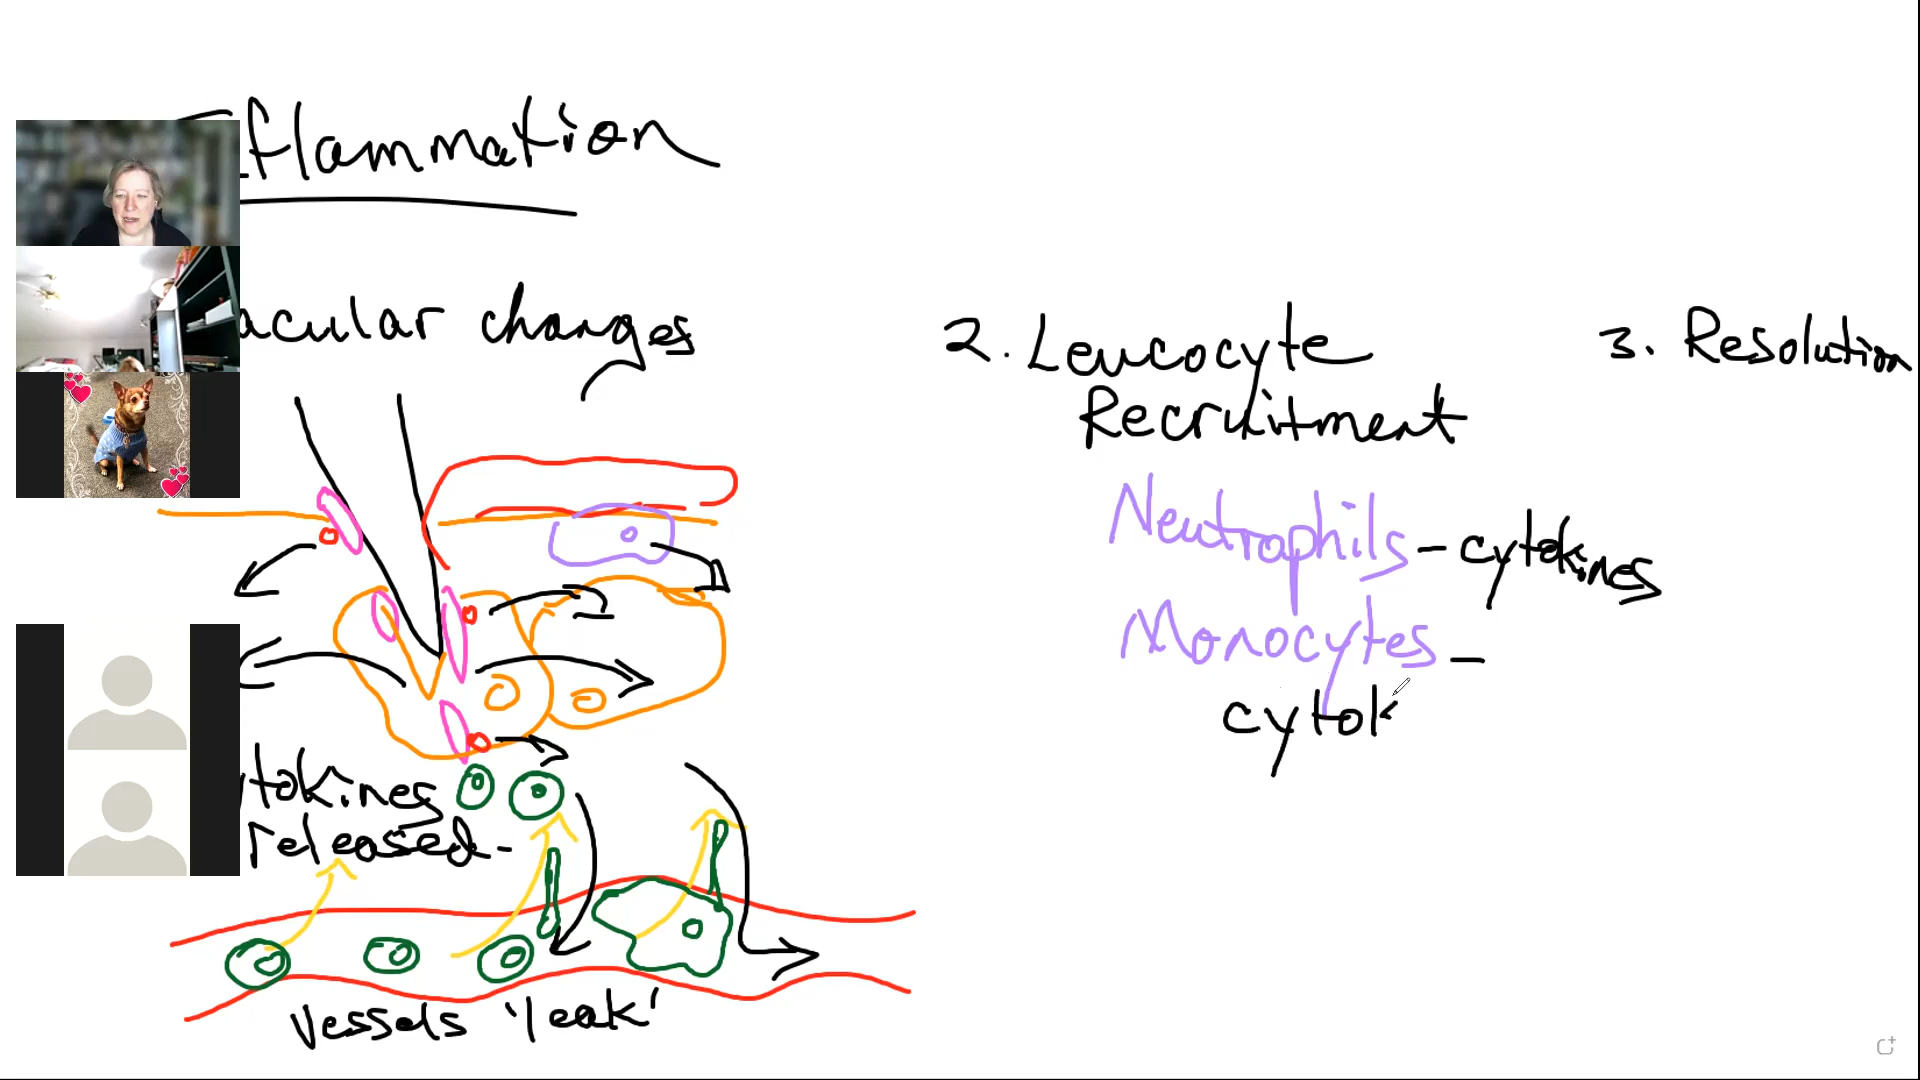 flammation
acular changes
2. Leucocyte
Recruitment
3. Resolution
Neutrophils - cytokines
Monocytes -
cytok
tokines
released -
Vessels 'leak'